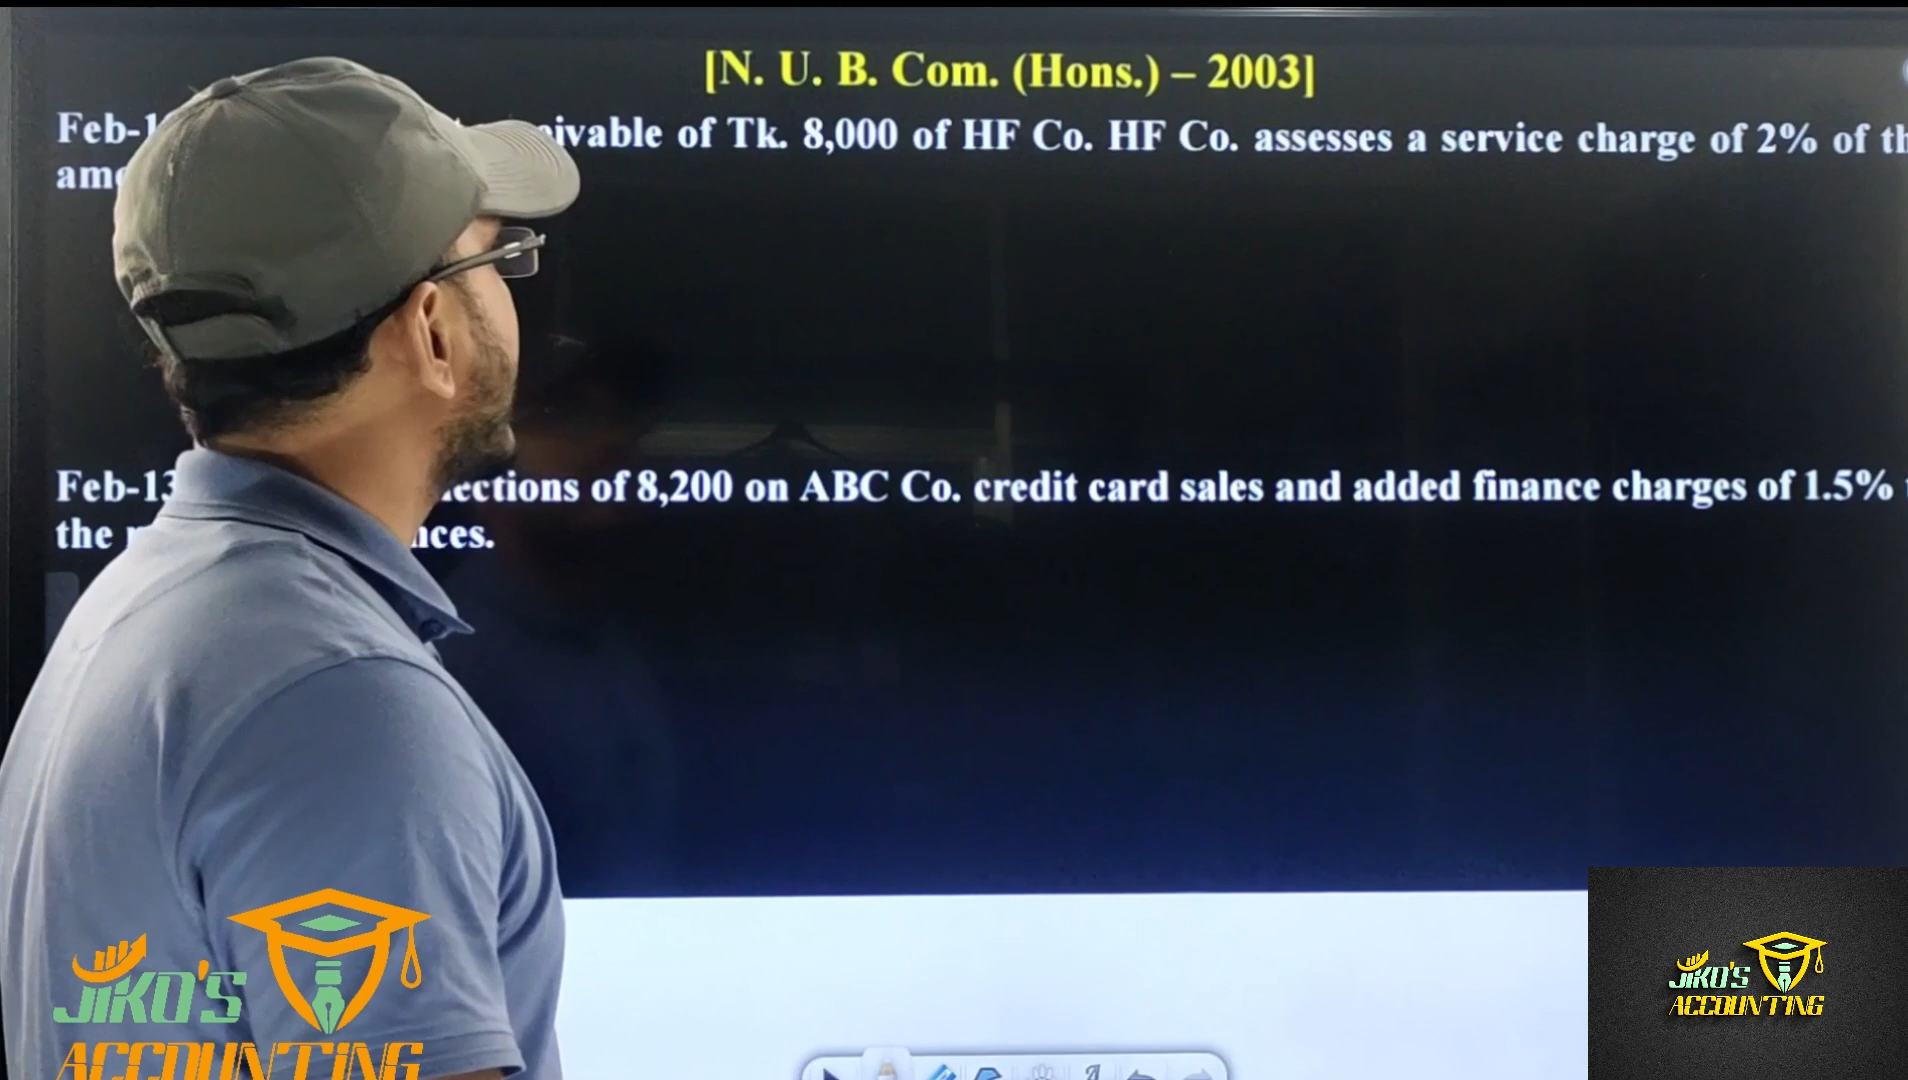 [N. U. B. Com. (Hons.) – 2003]
Feb-1 ivable of Tk. 8,000 of HF Co. HF Co. assesses a service charge of 2% of th
am
Feb-13 ections of 8,200 on ABC Co. credit card sales and added finance charges of 1.5%
the nces.
JIKO'S
ACCOUNTING
JIKO'S
ACCOUNTING